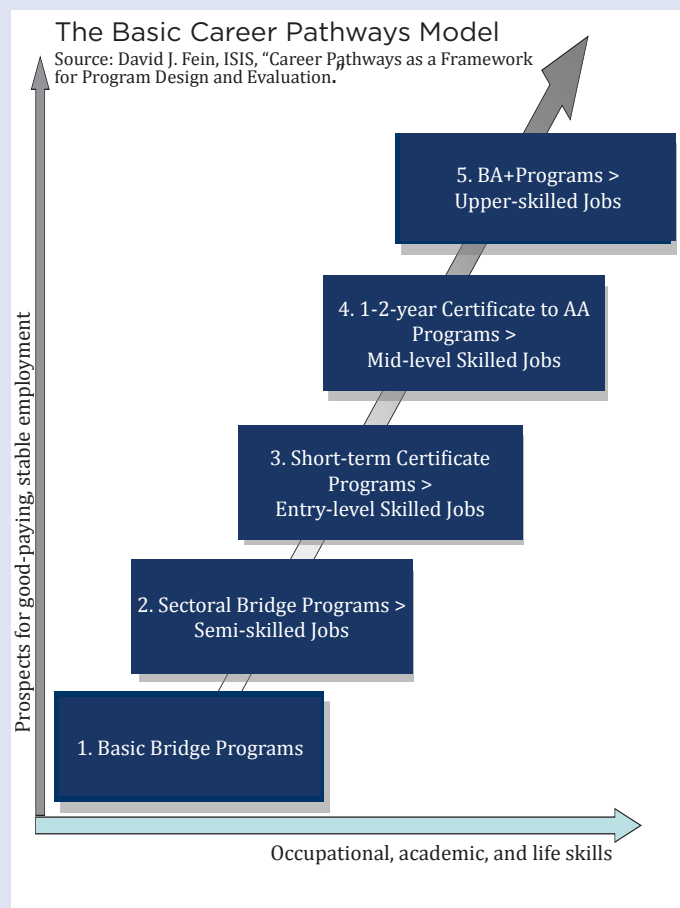 The Basic Career Pathways Model
Source: David J. Fein, ISIS, “Career Pathways as a Framework
for Program Design and Evaluation.”
5. BA+Programs >
Upper-skilled Jobs
4. 1-2-year Certificate to AA
Programs >
Mid-level Skilled Jobs
3. Short-term Certificate
Programs >
Entry-level Skilled Jobs
2. Sectoral Bridge Programs >
Semi-skilled Jobs
1. Basic Bridge Programs
Prospects for good-paying, stable employment
Occupational, academic, and life skills